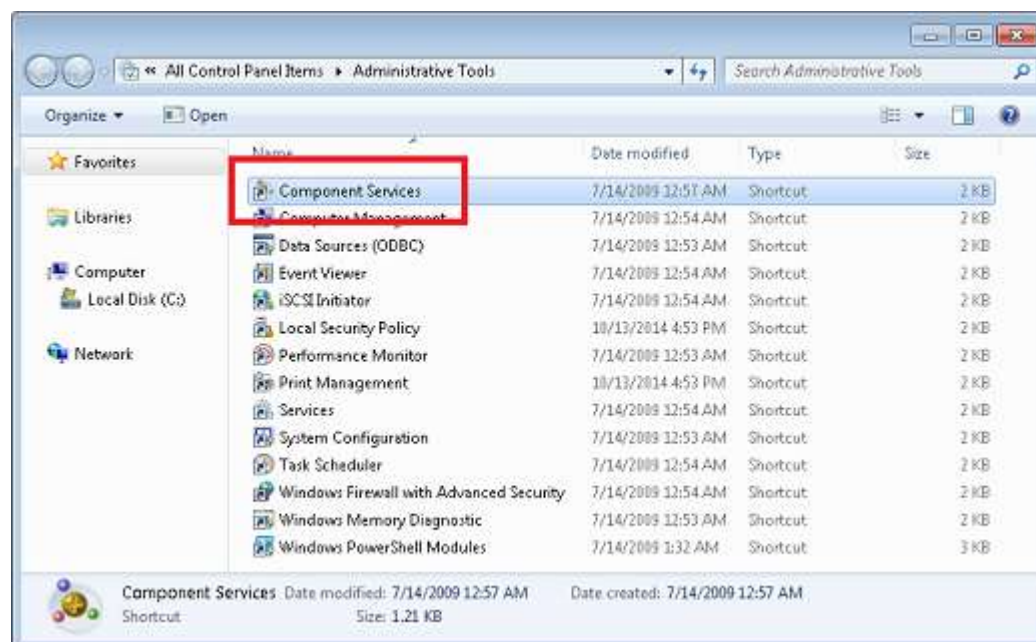 « All Control Panel Items ▸ Administrative Tools Search Administrative Tools
Organize Open
Name Date modified Type Size
Favorites
Libraries
Computer
Local Disk (C:)
Network
Component Services 7/14/2009 12:57 AM Shortcut 2 KB
Computer Management 7/14/2009 12:54 AM Shortcut 2 KB
Data Sources (ODBC) 7/14/2009 12:53 AM Shortcut 2 KB
Event Viewer 7/14/2009 12:54 AM Shortcut 2 KB
iSCSI Initiator 7/14/2009 12:54 AM Shortcut 2 KB
Local Security Policy 10/13/2014 4:53 PM Shortcut 2 KB
Performance Monitor 7/14/2009 12:53 AM Shortcut 2 KB
Print Management 10/13/2014 4:53 PM Shortcut 2 KB
Services 7/14/2009 12:54 AM Shortcut 2 KB
System Configuration 7/14/2009 12:53 AM Shortcut 2 KB
Task Scheduler 7/14/2009 12:54 AM Shortcut 2 KB
Windows Firewall with Advanced Security 7/14/2009 12:54 AM Shortcut 2 KB
Windows Memory Diagnostic 7/14/2009 12:53 AM Shortcut 2 KB
Windows PowerShell Modules 7/14/2009 1:32 AM Shortcut 3 KB
Component Services Date modified: 7/14/2009 12:57 AM Date created: 7/14/2009 12:57 AM
Shortcut Size: 1.21 KB